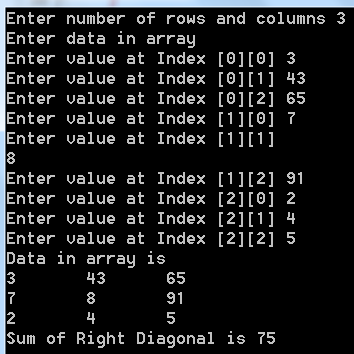 Enter number of rows and columns 3
Enter data in array
Enter value at Index [0][0] 3
Enter value at Index [0][1] 43
Enter value at Index [0][2] 65
Enter value at Index [1][0] 7
Enter value at Index [1][1]
8
Enter value at Index [1][2] 91
Enter value at Index [2][0] 2
Enter value at Index [2][1] 4
Enter value at Index [2][2] 5
Data in array is
3 43 65
7 8 91
2 4 5
Sum of Right Diagonal is 75